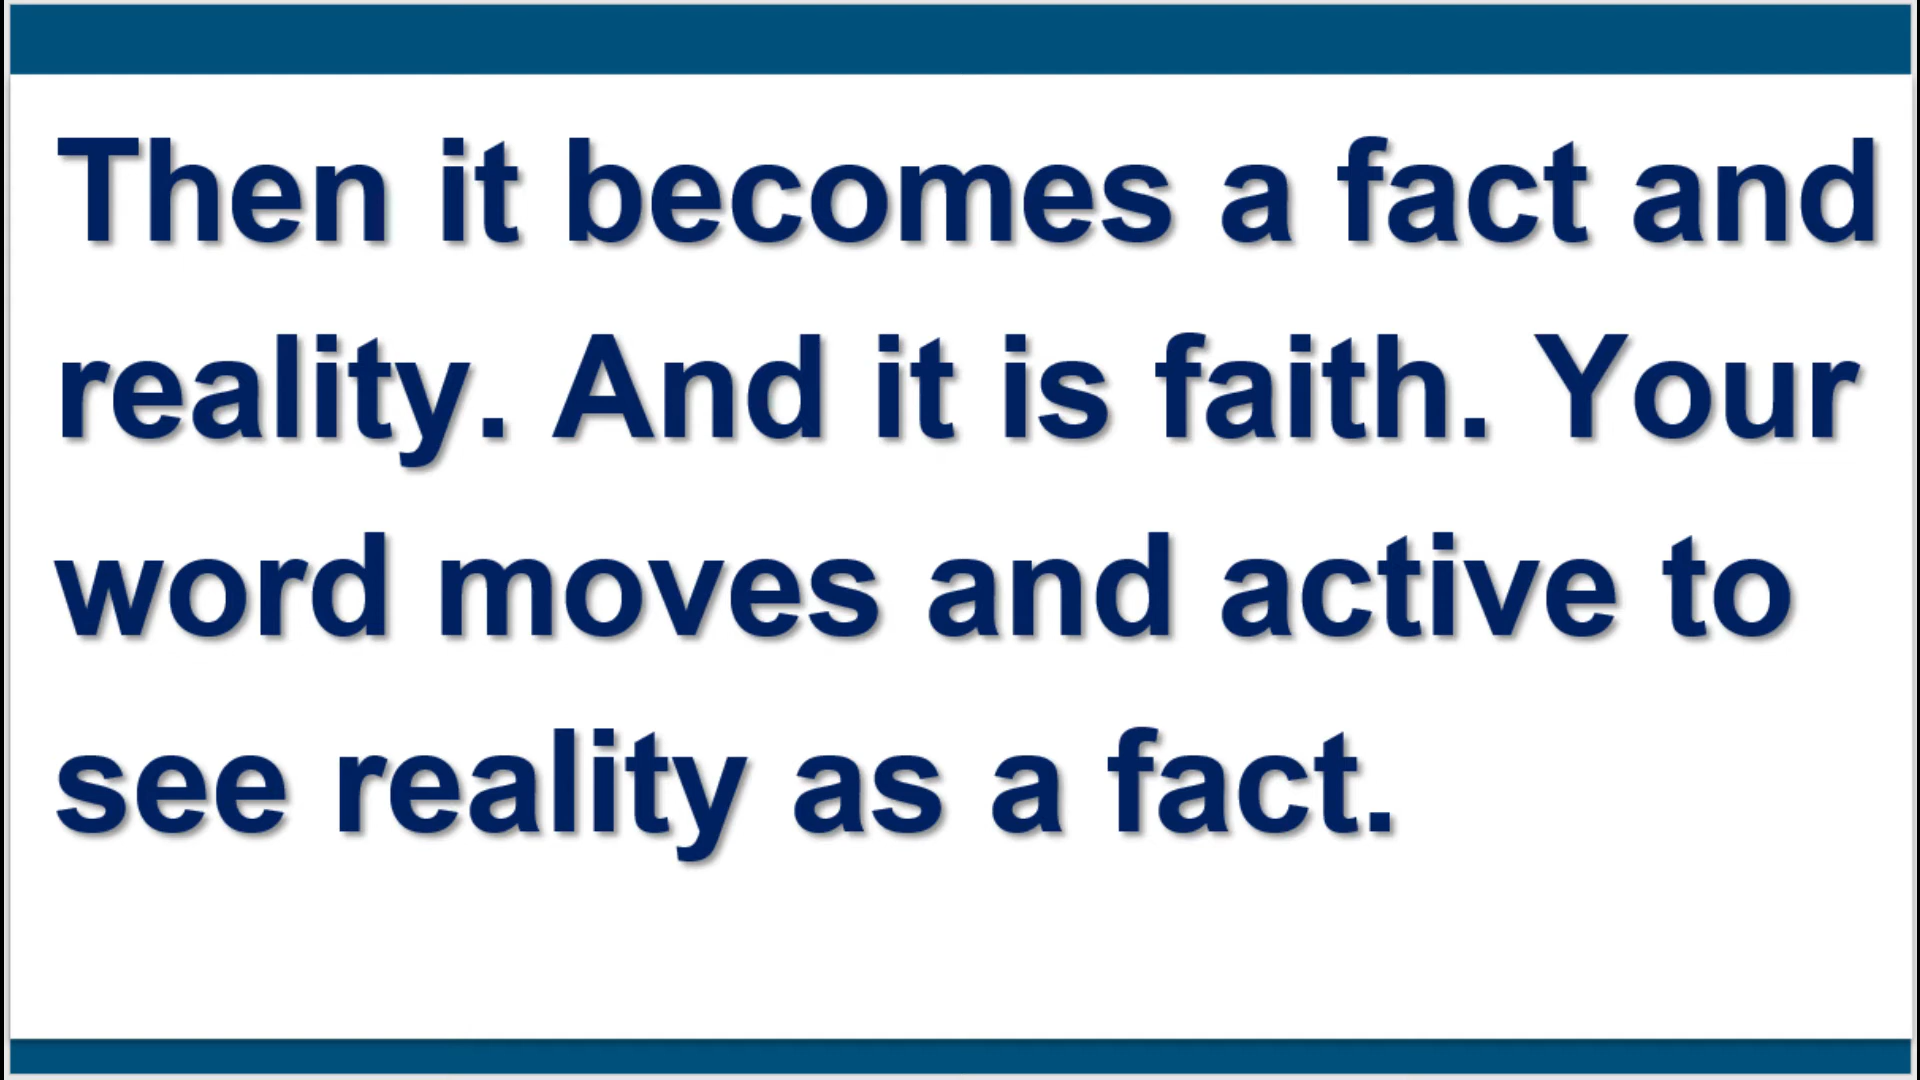 Then it becomes a fact and
reality. And it is faith. Your
word moves and active to
see reality as a fact.